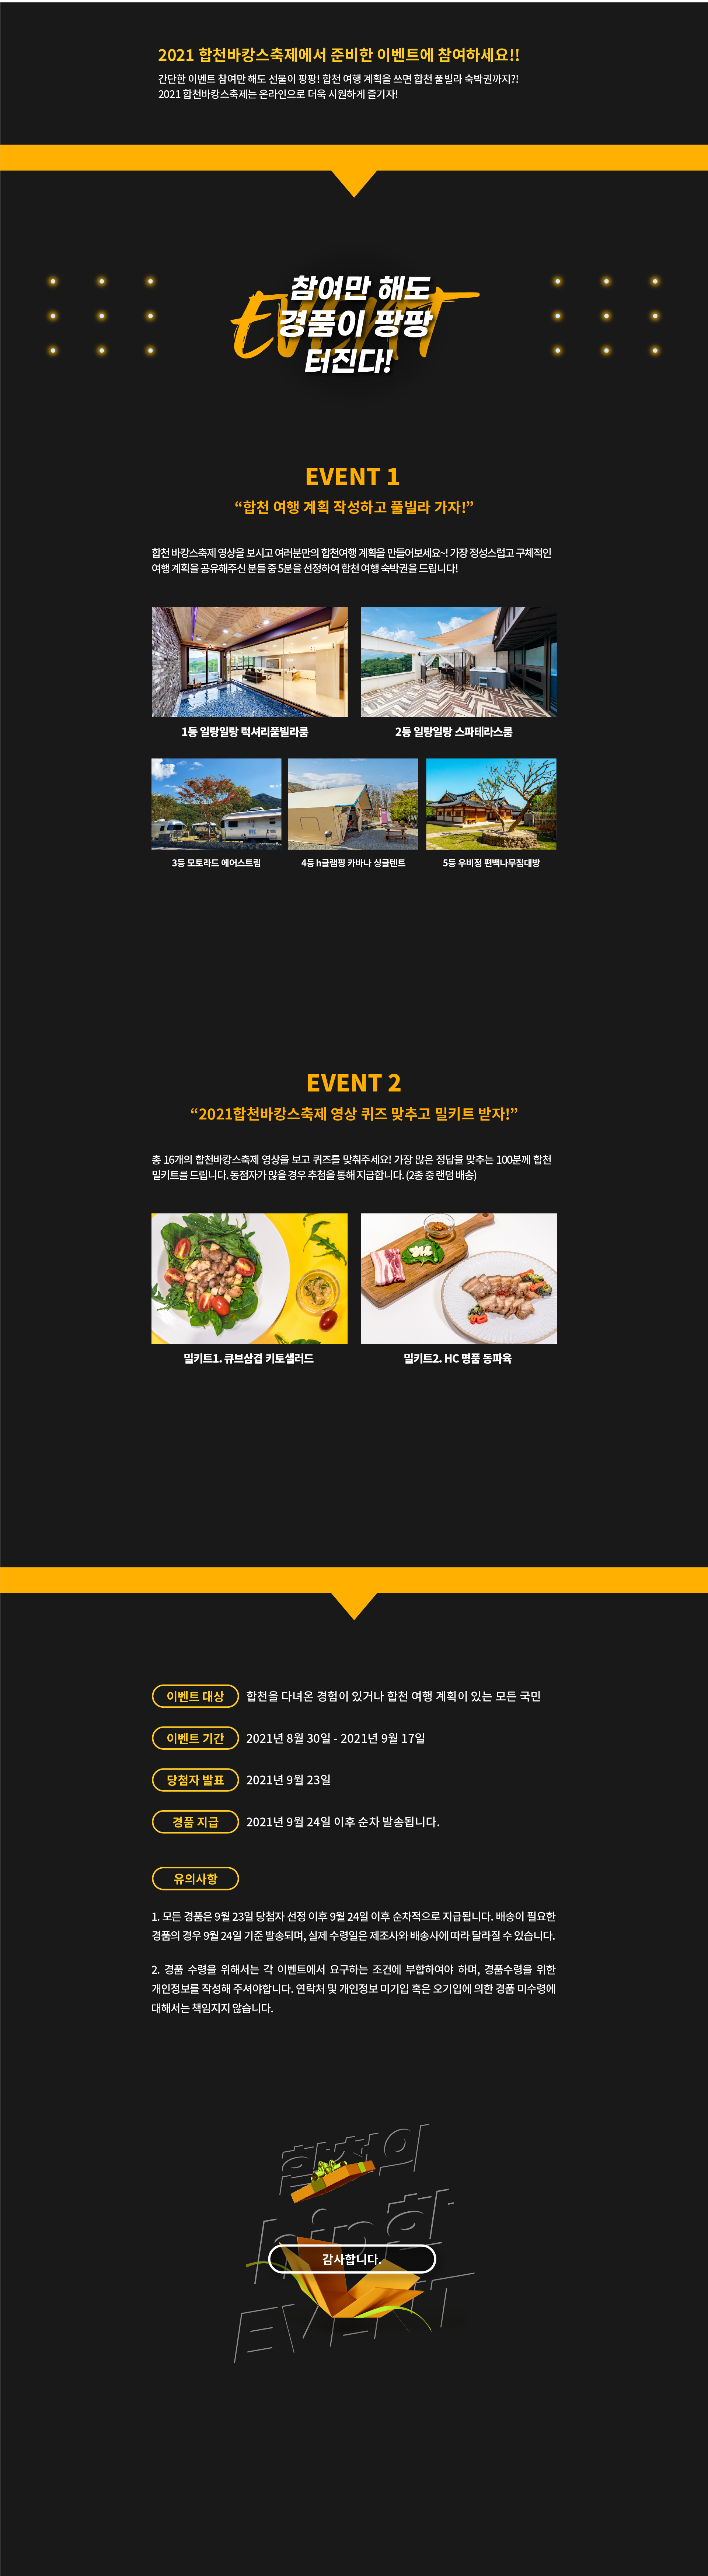 2021 합천바캉스축제에서 준비한 이벤트에 참여하세요!!
간단한 이벤트 참여만 해도 선물이 팡팡! 합천 여행 계획을 쓰면 합천 풀빌라 숙박권까지?!
2021 합천바캉스축제는 온라인으로 더욱 시원하게 즐기자!
EVENT
참여만 해도
경품이 팡팡
터진다!
EVENT 1
“합천 여행 계획 작성하고 풀빌라 가자!”
합천 바캉스축제 영상을 보시고 여러분만의 합천여행 계획을 만들어보세요~! 가장 정성스럽고 구체적인
여행 계획을 공유해주신 분들 중 5분을 선정하여 합천 여행 숙박권을 드립니다!
1등 일랑일랑 럭셔리풀빌라룸
2등 일랑일랑 스파테라스룸
3등 모토라드 에어스트림
4등 h글램핑 카바나 싱글텐트
5등 우비정 편백나무침대방
EVENT 2
“2021합천바캉스축제 영상 퀴즈 맞추고 밀키트 받자!”
총 16개의 합천바캉스축제 영상을 보고 퀴즈를 맞춰주세요! 가장 많은 정답을 맞추는 100분께 합천
밀키트를 드립니다. 동점자가 많을 경우 추첨을 통해 지급합니다. (2종 중 랜덤 배송)
밀키트1. 큐브삼겹 키토샐러드
밀키트2. HC 명품 동파육
이벤트 대상 합천을 다녀온 경험이 있거나 합천 여행 계획이 있는 모든 국민
이벤트 기간 2021년 8월 30일 - 2021년 9월 17일
당첨자 발표 2021년 9월 23일
경품 지급 2021년 9월 24일 이후 순차 발송됩니다.
유의사항
1. 모든 경품은 9월 23일 당첨자 선정 이후 9월 24일 이후 순차적으로 지급됩니다. 배송이 필요한
경품의 경우 9월 24일 기준 발송되며, 실제 수령일은 제조사와 배송사에 따라 달라질 수 있습니다.
2. 경품 수령을 위해서는 각 이벤트에서 요구하는 조건에 부합하여야 하며, 경품수령을 위한
개인정보를 작성해 주셔야합니다. 연락처 및 개인정보 미기입 혹은 오기입에 의한 경품 미수령에
대해서는 책임지지 않습니다.
합천의
hip한
감사합니다.
EVENT